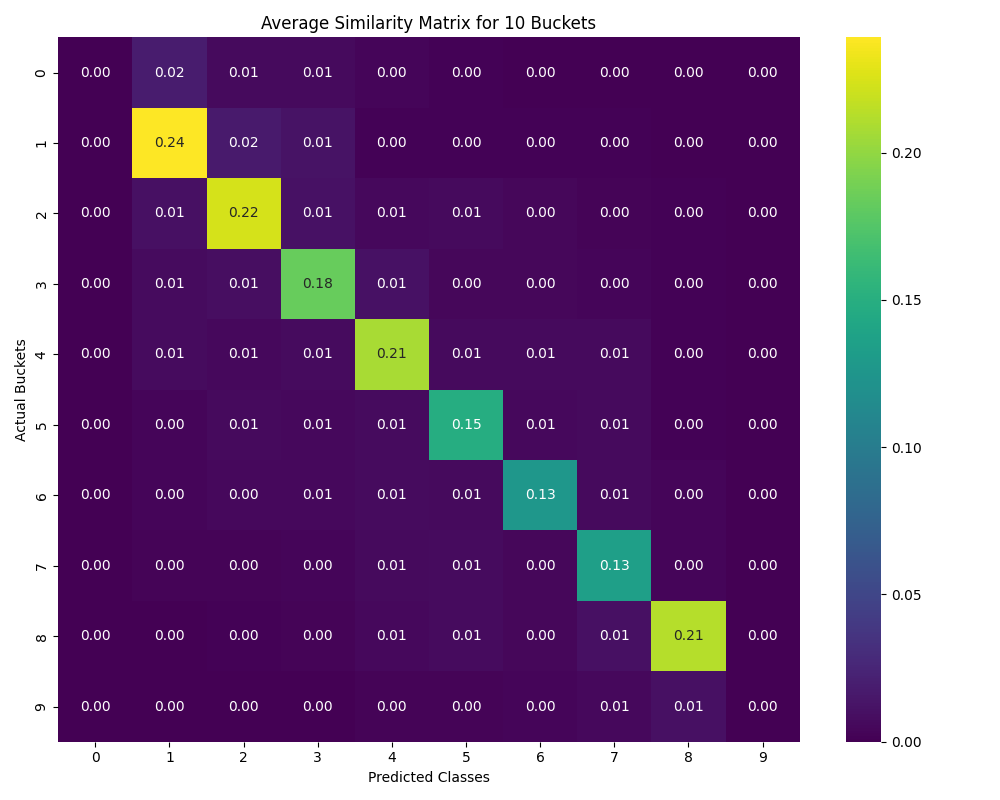 Average Similarity Matrix for 10 Buckets
0 0.00 0.02 0.01 0.01 0.00 0.00 0.00 0.00 0.00 0.00
1 0.00 0.24 0.02 0.01 0.00 0.00 0.00 0.00 0.00 0.00
0.20
2 0.00 0.01 0.22 0.01 0.01 0.01 0.00 0.00 0.00 0.00
3 0.00 0.01 0.01 0.18 0.01 0.00 0.00 0.00 0.00 0.00
0.15
4 0.00 0.01 0.01 0.01 0.21 0.01 0.01 0.01 0.00 0.00
Actual Buckets
5 0.00 0.00 0.01 0.01 0.01 0.15 0.01 0.01 0.00 0.00
0.10
6 0.00 0.00 0.00 0.01 0.01 0.01 0.13 0.01 0.00 0.00
7 0.00 0.00 0.00 0.00 0.01 0.01 0.00 0.13 0.00 0.00
0.05
8 0.00 0.00 0.00 0.00 0.01 0.01 0.00 0.01 0.21 0.00
9 0.00 0.00 0.00 0.00 0.00 0.00 0.00 0.01 0.01 0.00
0.00
0 1 2 3 4 5 6 7 8 9
Predicted Classes